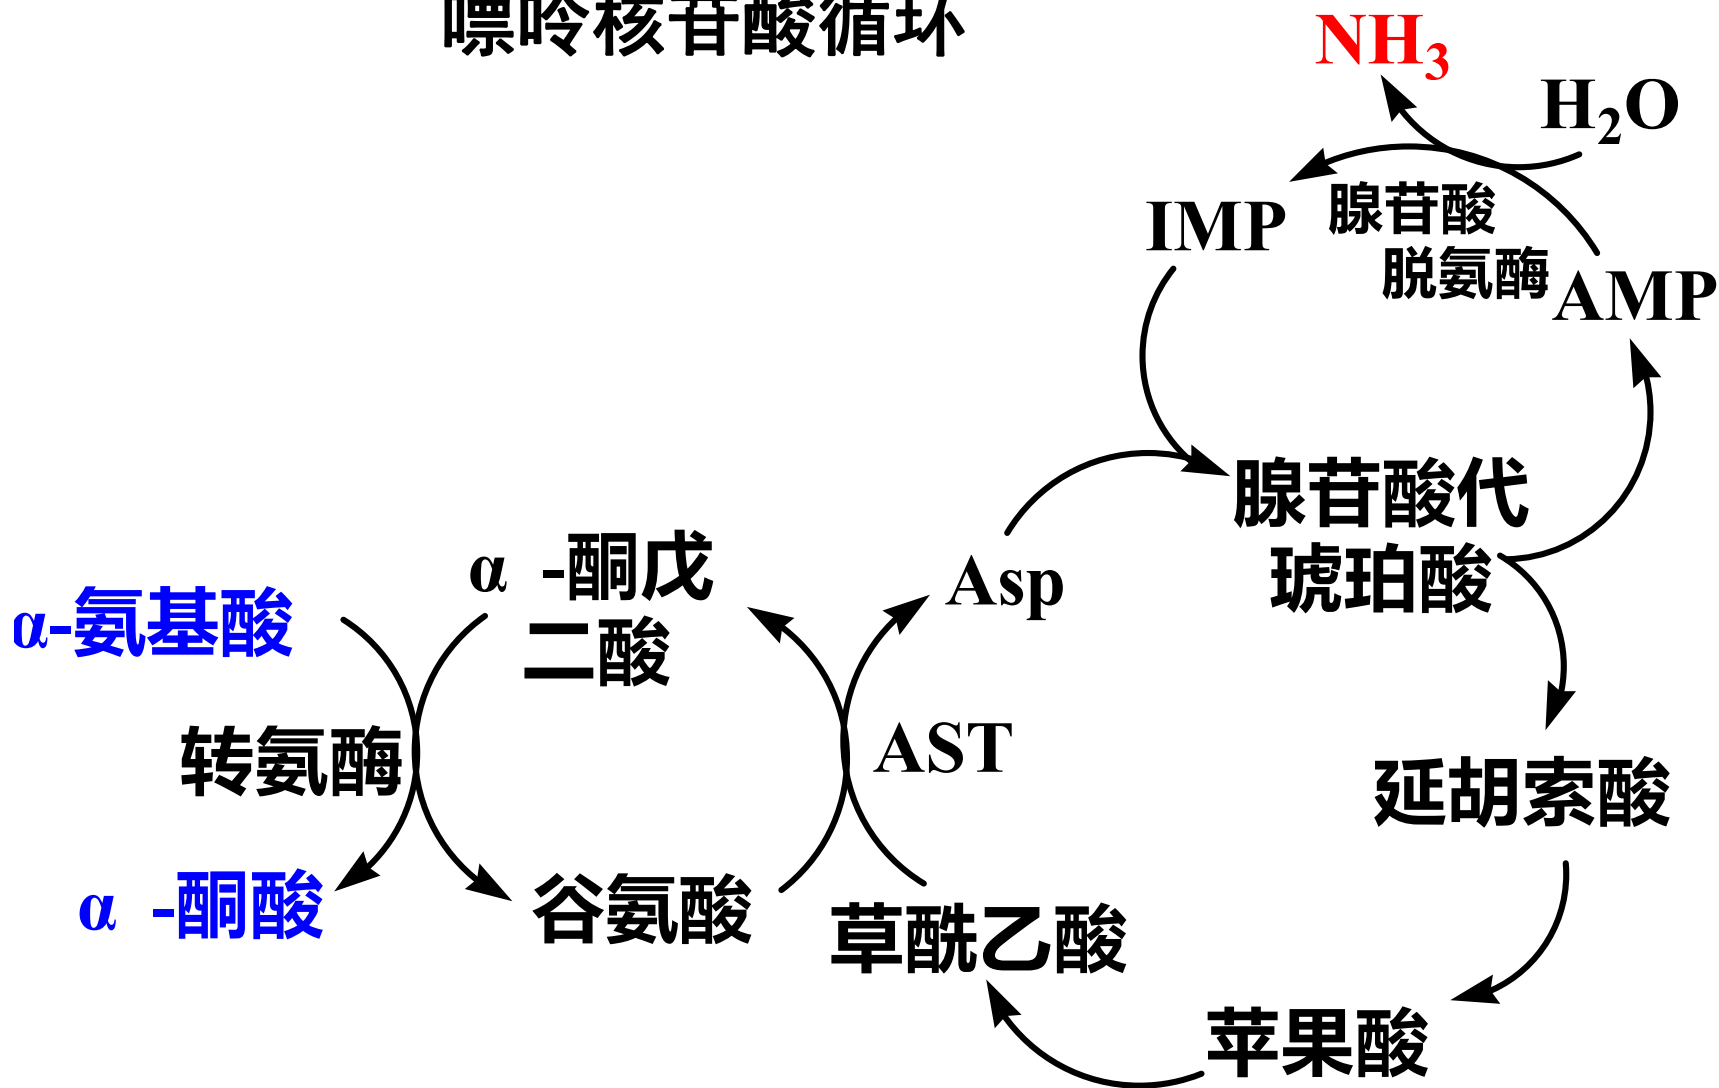 嘌呤核苷酸循环
NH₃
H₂O
IMP
腺苷酸
脱氨酶
AMP
腺苷酸代
琥珀酸
α -酮戊
二酸
Asp
α-氨基酸
转氨酶
AST
延胡索酸
α -酮酸
谷氨酸
草酰乙酸
苹果酸